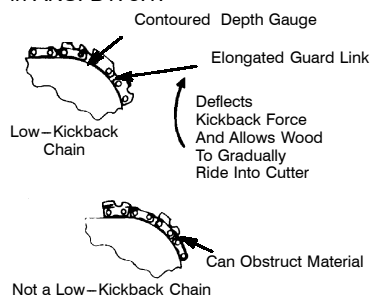 Contoured Depth Gauge
Elongated Guard Link
Deflects
Kickback Force
And Allows Wood
To Gradually
Ride Into Cutter
Low–Kickback
Chain
Can Obstruct Material
Not a Low–Kickback Chain